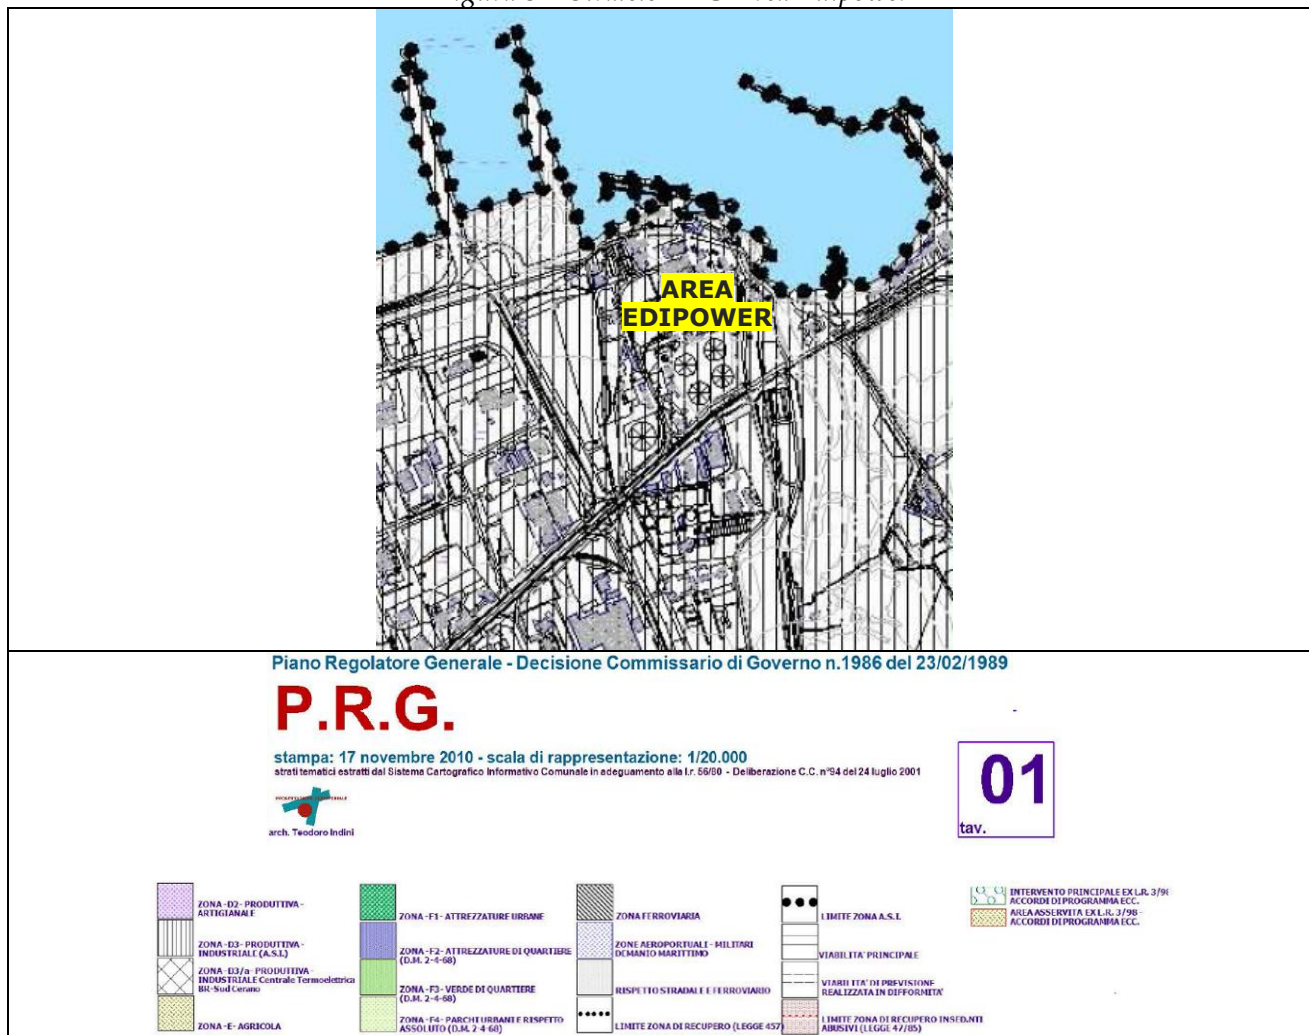 AREA
EDIPOWER
Piano Regolatore Generale - Decisione Commissario di Governo n.1986 del 23/02/1989
P.R.G.
stampa: 17 novembre 2010 - scala di rappresentazione: 1/20.000
strati tematici estratti dal Sistema Cartografico Informativo Comunale in adeguamento alla l.r. 56/80 - Deliberazione C.C. n°94 del 24 luglio 2001
arch. Teodoro Indini
01
tav.
ZONA -D2- PRODUTTIVA -
ARTIGIANALE
ZONA -D3- PRODUTTIVA -
INDUSTRIALE (A.S.I.)
ZONA -D3/a- PRODUTTIVA -
INDUSTRIALE Centrale Termoelettrica
BR-Sud Cerano
ZONA -E- AGRICOLA
ZONA -F1- ATTREZZATURE URBANE
ZONA -F2- ATTREZZATURE DI QUARTIERE
(D.M. 2-4-68)
ZONA -F3- VERDE DI QUARTIERE
(D.M. 2-4-68)
ZONA -F4- PARCHI URBANI E RISPETTO
ASSOLUTO (D.M. 2-4-68)
ZONA FERROVIARIA
ZONE AEROPORTUALI - MILITARI
DEMANIO MARITTIMO
RISPETTO STRADALE E FERROVIARIO
LIMITE ZONA DI RECUPERO (LEGGE 457)
LIMITE ZONA A.S.I.
VIABILITA' PRINCIPALE
VIABILITA' DI PREVISIONE
REALIZZATA IN DIFFORMITA'
LIMITE ZONA DI RECUPERO INSED.NTI
ABUSIVI (LEGGE 47/85)
INTERVENTO PRINCIPALE EX L.R. 3/98
ACCORDI DI PROGRAMMA ECC.
AREA ASSERVITA EX L.R. 3/98 -
ACCORDI DI PROGRAMMA ECC.